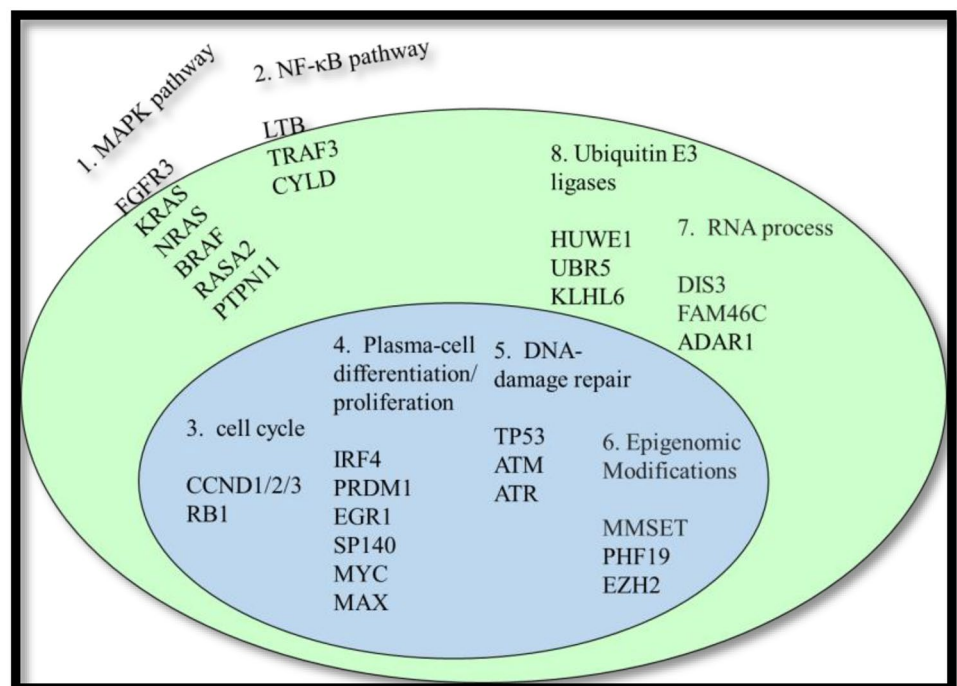 1. MAPK pathway
FGFR3
KRAS
NRAS
BRAF
RASA2
PTPN11
2. NF-κB pathway
LTB
TRAF3
CYLD
8. Ubiquitin E3
ligases
HUWE1
UBR5
KLHL6
7. RNA process
DIS3
FAM46C
ADAR1
3. cell cycle
CCND1/2/3
RB1
4. Plasma-cell
differentiation/
proliferation
IRF4
PRDM1
EGR1
SP140
MYC
MAX
5. DNA-
damage repair
TP53
ATM
ATR
6. Epigenomic
Modifications
MMSET
PHF19
EZH2